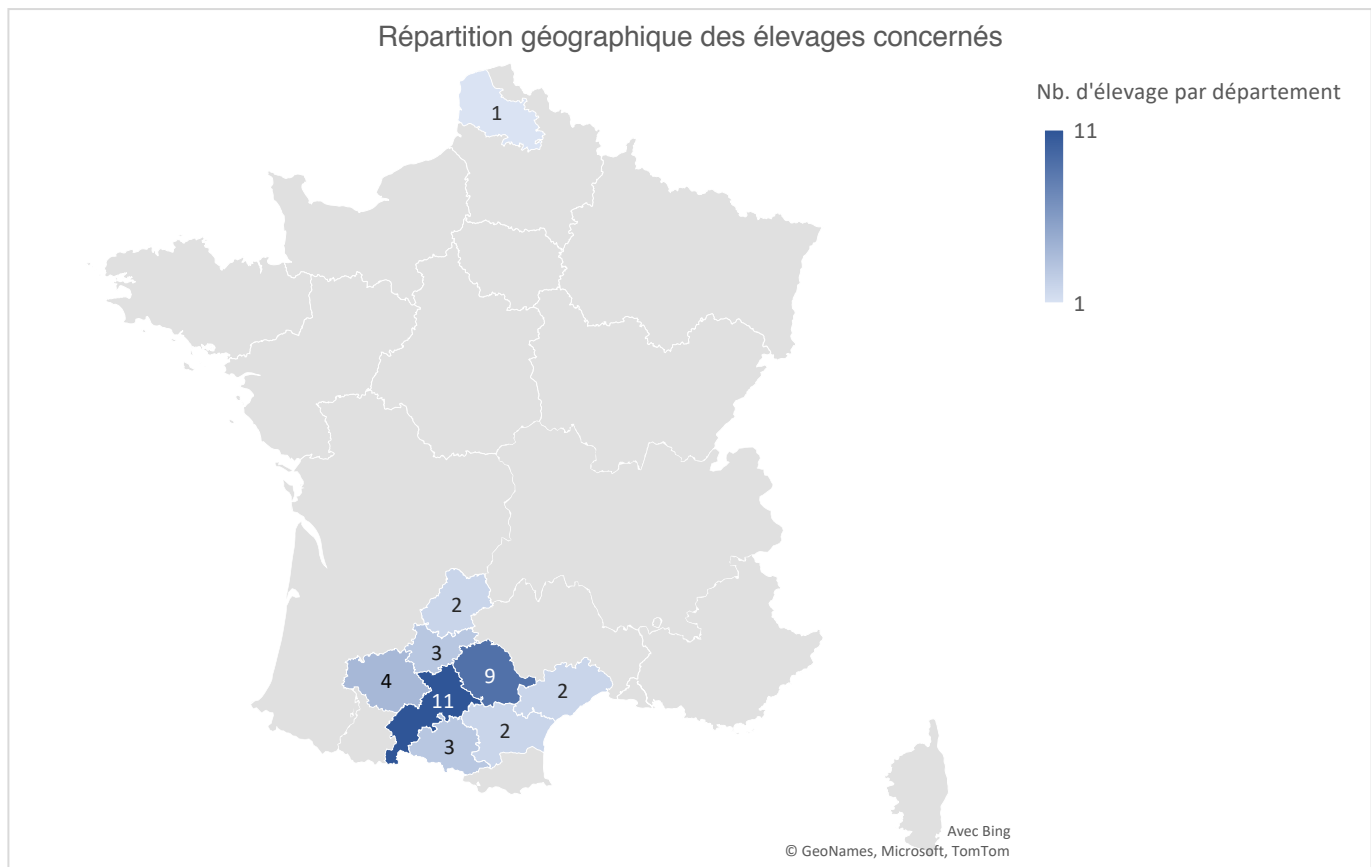 Répartition géographique des élevages concernés
Nb. d'élevage par département
11
1
1
2
3
4
9
11
2
2
3
Avec Bing
© GeoNames, Microsoft, TomTom